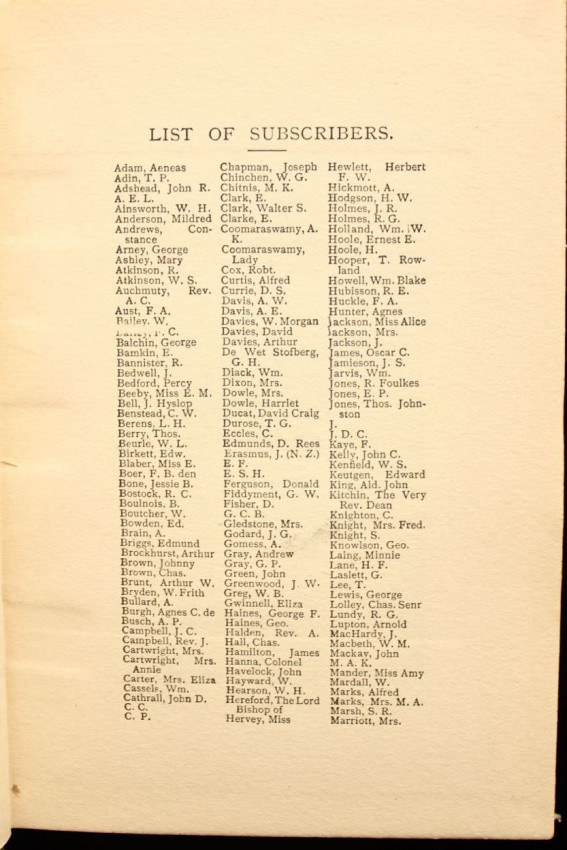 LIST OF SUBSCRIBERS.
Adam, Aeneas
Adin, T. P.
Adshead, John R.
A. E. L.
Ainsworth, W. H.
Anderson, Mildred
Andrews, Con-
stance
Arney, George
Ashley, Mary
Atkinson, R.
Atkinson, W. S.
Auchmuty, Rev.
A. C.
Aust, F. A.
Bailey, W.
C.
Balchin, George
Bamkin, E.
Bannister, R.
Bedwell, J.
Bedford, Percy
Beeby, Miss E. M.
Bell, J. Hyslop
Benstead, C. W.
Berens, L. H.
Berry, Thos.
Beurle, W. L.
Birkett, Edw.
Blaber, Miss E.
Boer, F. B. den
Bone, Jessie B.
Bostock, R. C.
Boulnois, B.
Boutcher, W.
Bowden, Ed.
Brain, A.
Briggs, Edmund
Brockhurst, Arthur
Brown, Johnny
Brown, Chas.
Brunt, Arthur W.
Bryden, W. Frith
Bullard, A.
Burgh, Agnes C. de
Busch, A. P.
Campbell, J. C.
Campbell, Rev. J.
Cartwright, Mrs.
Cartwright, Mrs.
Annie
Carter, Mrs. Eliza
Cassels, Wm.
Cathrall, John D.
C. C.
C. P.
Chapman, Joseph
Chinchen, W. G.
Chitnis, M. K.
Clark, E.
Clark, Walter S.
Clarke, E.
Coomaraswamy, A.
K.
Coomaraswamy,
Lady
Cox, Robt.
Curtis, Alfred
Currie, D. S.
Davis, A. W.
Davis, A. E.
Davies, W. Morgan
Davies, David
Davies, Arthur
De Wet Stofberg,
G. H.
Diack, Wm.
Dixon, Mrs.
Dowle, Mrs.
Dowle, Harriet
Ducat, David Craig
Durose, T. G.
Eccles, C.
Edmunds, D. Rees
Erasmus, J. (N. Z.)
E. F.
E. S. H.
Ferguson, Donald
Fiddyment, G. W.
Fisher, D.
G. C. B.
Gledstone, Mrs.
Godard, J. G.
Gomess, A.
Gray, Andrew
Gray, G. P.
Green, John
Greenwood, J. W.
Greg, W. B.
Gwinnell, Eliza
Haines, George F.
Haines, Geo.
Halden, Rev. A.
Hall, Chas.
Hamilton, James
Hanna, Colonel
Havelock, John
Hayward, W.
Hearson, W. H.
Hereford, The Lord
Bishop of
Hervey, Miss
Hewlett, Herbert
F. W.
Hickmott, A.
Hodgson, H. W.
Holmes, J. R.
Holmes, R. G.
Holland, Wm. W.
Hoole, Ernest E.
Hoole, H.
Hooper, T. Row-
land
Howell, Wm. Blake
Hubisson, R. E.
Huckle, F. A.
Hunter, Agnes
Jackson, Miss Alice
Jackson, Mrs.
Jackson, J.
James, Oscar C.
Jamieson, J. S.
Jarvis, Wm.
Jones, R. Foulkes
Jones, E. P.
Jones, Thos. John-
ston
J.
J. D. C.
Kaye, F.
Kelly, John C.
Kenfield, W. S.
Keutgen, Edward
King, Ald. John
Kitchin, The Very
Rev. Dean
Knighton, C.
Knight, Mrs. Fred.
Knight, S.
Knowlson, Geo.
Laing, Minnie
Lane, H. F.
Laslett, G.
Lee, T.
Lewis, George
Lolley, Chas. Senr
Lundy, R. G.
Lupton, Arnold
MacHardy, J.
Macbeth, W. M.
Mackay, John
M. A. K.
Mander, Miss Amy
Mardall, W.
Marks, Alfred
Marks, Mrs. M. A.
Marsh, S. R.
Marriott, Mrs.